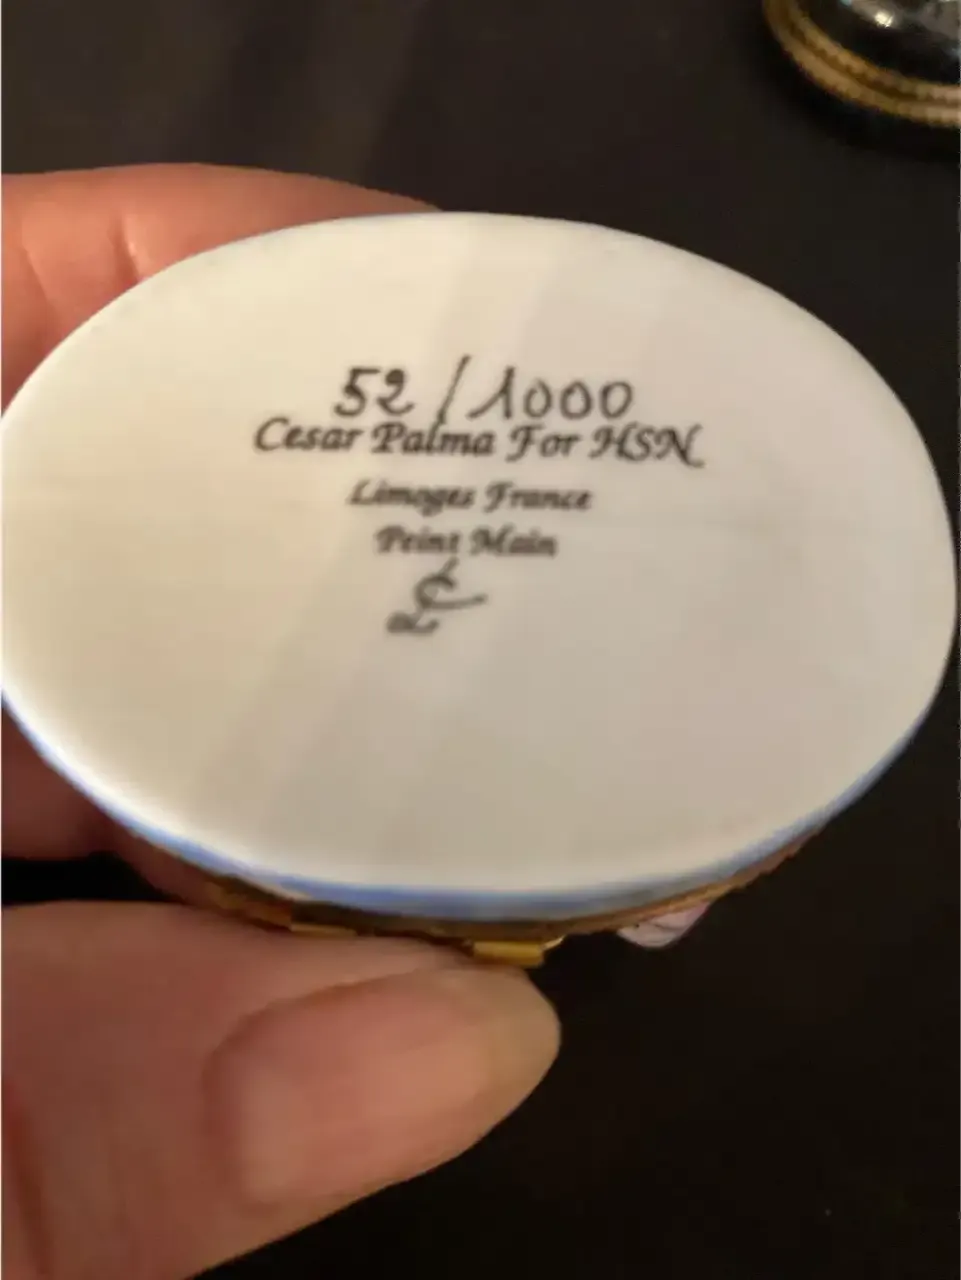 52/1000
Cesar Palma For HSN
Limoges France
Peint Main